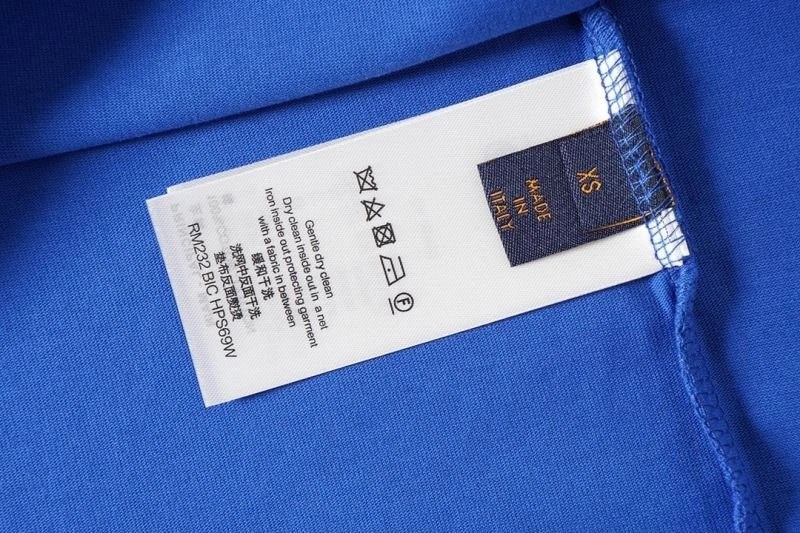 XS
MADE
IN
IITALY
Gentle dry clean
Dry clean inside out in a net
Iron inside out protecting garment
with a fabric in between
缓和干洗
洗网中反面干洗
垫布反面熨烫
RM232 BIC HPS69W